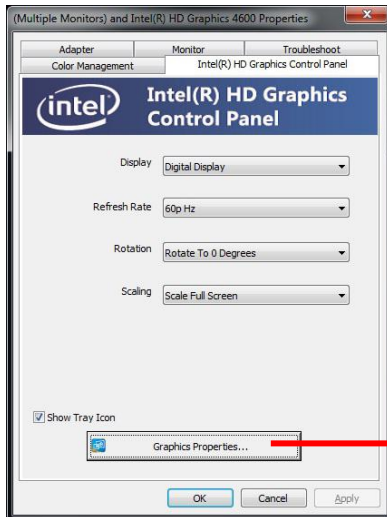 (Multiple Monitors) and Intel(R) HD Graphics 4600 Properties
Adapter Monitor Troubleshoot
Color Management Intel(R) HD Graphics Control Panel
intel Intel(R) HD Graphics
Control Panel
Display Digital Display
Refresh Rate 60p Hz
Rotation Rotate To 0 Degrees
Scaling Scale Full Screen
Show Tray Icon
Graphics Properties...
OK Cancel Apply